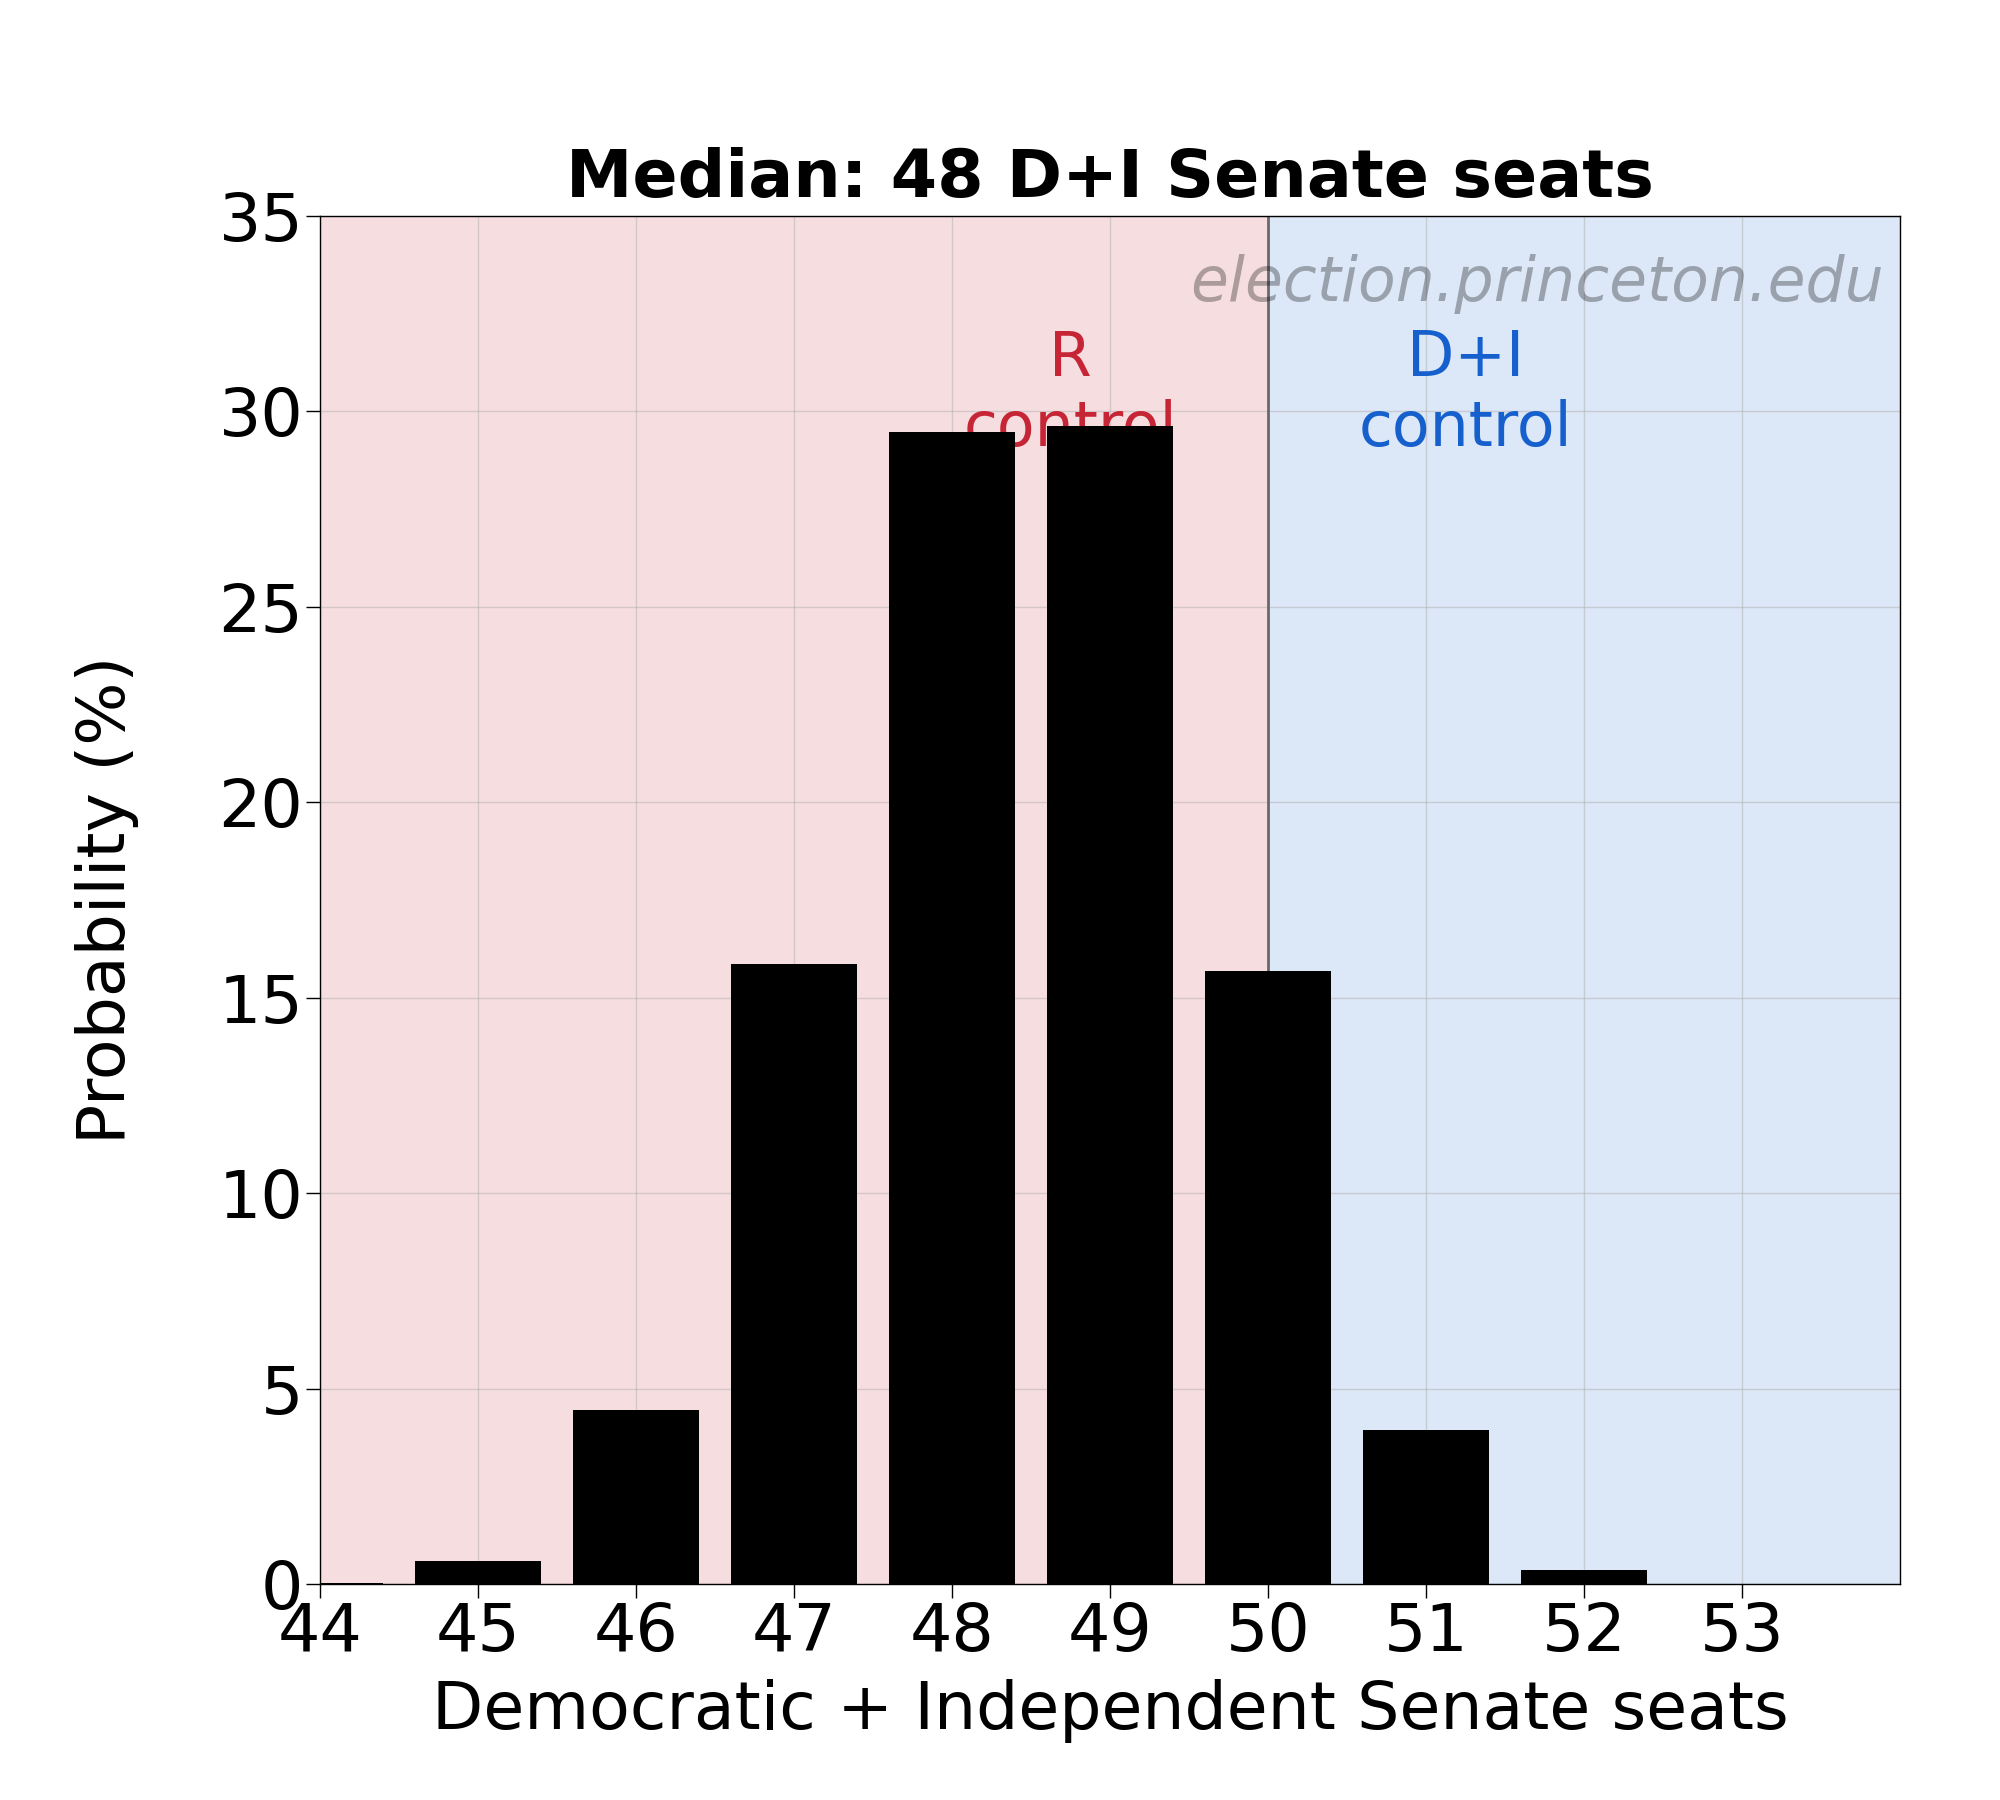 Median: 48 D+I Senate seats
election.princeton.edu
R
control
D+I
control
35
30
25
20
15
10
5
0
Probability (%)
44 45 46 47 48 49 50 51 52 53
Democratic + Independent Senate seats